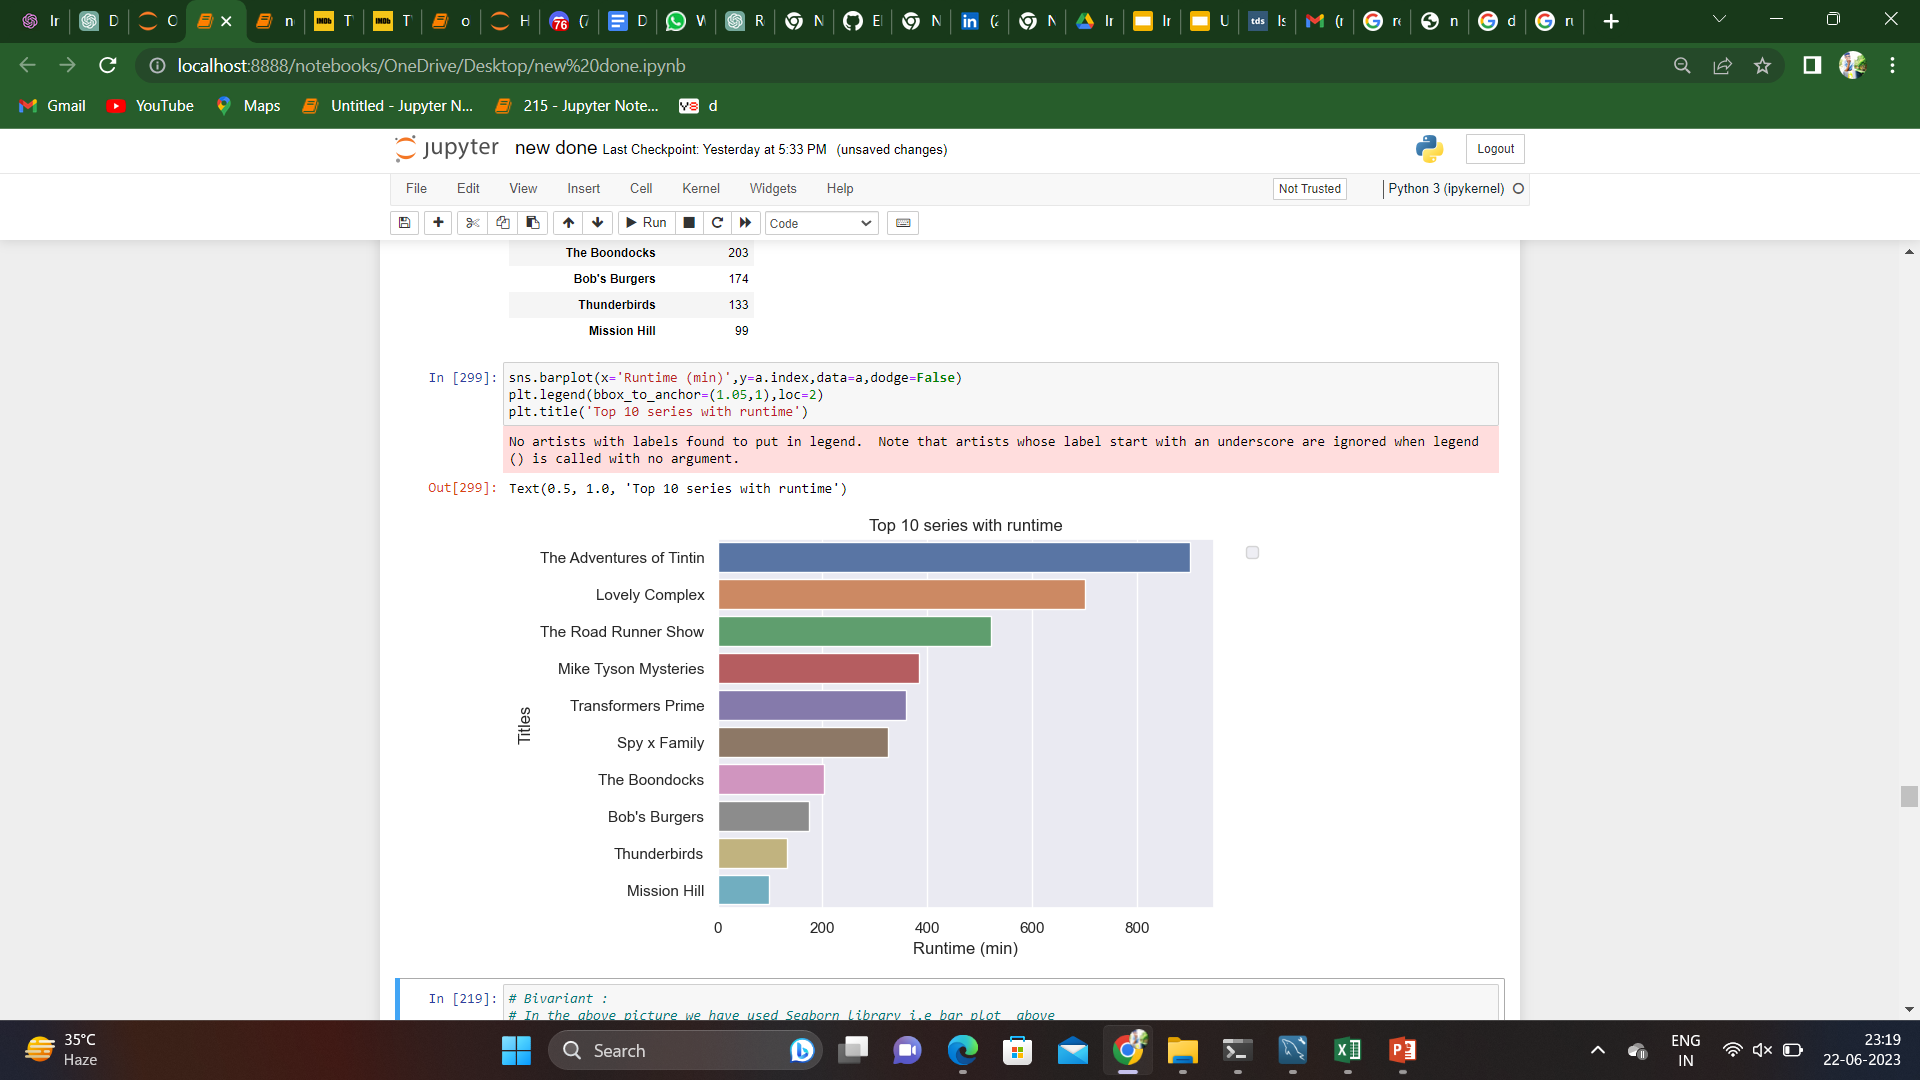 In
D
C
n
T
T
o
H
(7
D
W
R
N
E
N
(2
N
Ir
Ir
U
Is
(r
re
n
d
ru
localhost:8888/notebooks/OneDrive/Desktop/new%20done.ipynb
Gmail YouTube Maps Untitled - Jupyter N... 215 - Jupyter Note... d
jupyter new done Last Checkpoint: Yesterday at 5:33 PM (unsaved changes) Logout
File Edit View Insert Cell Kernel Widgets Help Not Trusted Python 3 (ipykernel)
Run Code
The Boondocks 203
Bob's Burgers 174
Thunderbirds 133
Mission Hill 99
In [299]: sns.barplot(x='Runtime (min)',y=a.index,data=a,dodge=False)
plt.legend(bbox_to_anchor=(1.05,1),loc=2)
plt.title('Top 10 series with runtime')
No artists with labels found to put in legend.  Note that artists whose label start with an underscore are ignored when legend
() is called with no argument.
Out[299]: Text(0.5, 1.0, 'Top 10 series with runtime')
Top 10 series with runtime
The Adventures of Tintin
Lovely Complex
The Road Runner Show
Mike Tyson Mysteries
Transformers Prime
Titles
Spy x Family
The Boondocks
Bob's Burgers
Thunderbirds
Mission Hill
0 200 400 600 800
Runtime (min)
In [219]: # Bivariant :
# In the above picture we have used Seaborn library i.e bar plot  above
35°C
Haze
Search
ENG
IN
23:19
22-06-2023